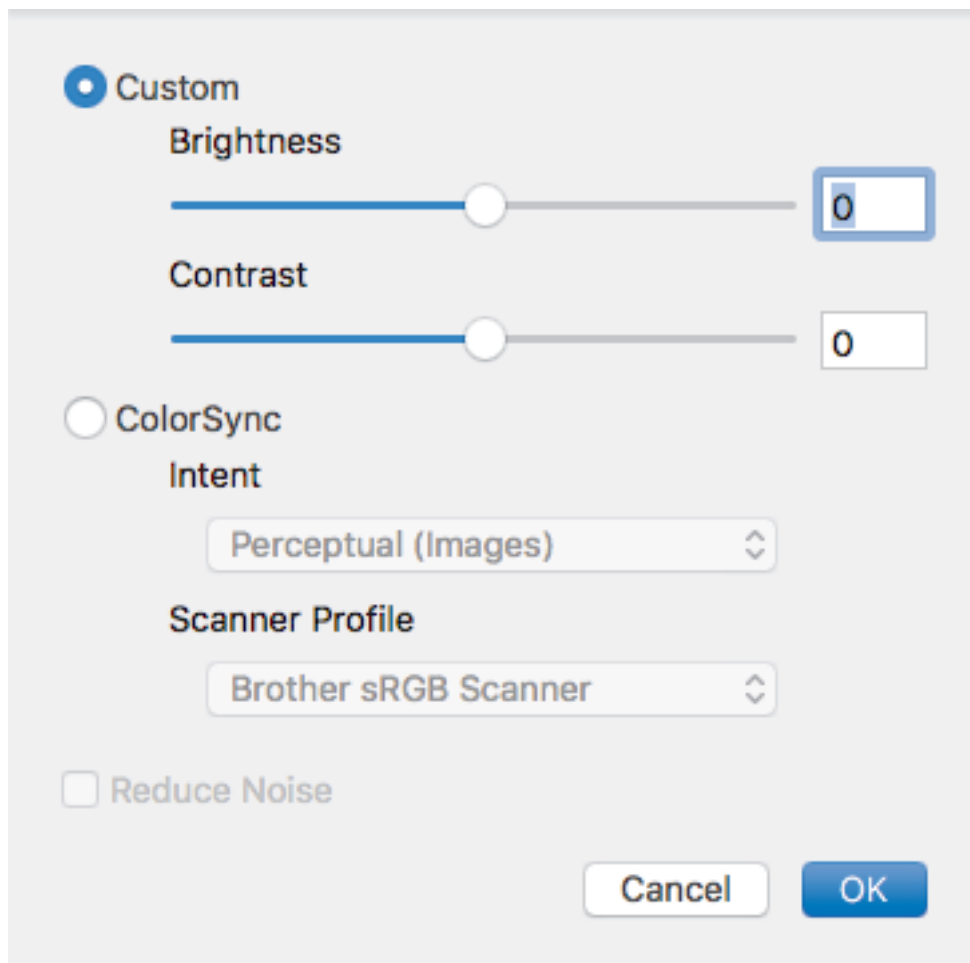 Custom
Brightness
0
Contrast
0
ColorSync
Intent
Perceptual (Images)
Scanner Profile
Brother sRGB Scanner
Reduce Noise
Cancel OK